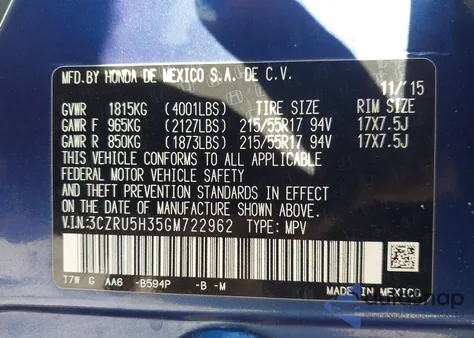 MFD.BY HONDA DE MEXICO S.A. DE C.V.
11/'15
GVWR 1815KG (4001LBS) TIRE SIZE RIM SIZE
GAWR F 965KG (2127LBS) 215/55R17 94V 17X7.5J
GAWR R 850KG (1873LBS) 215/55R17 94V 17X7.5J
THIS VEHICLE CONFORMS TO ALL APPLICABLE
FEDERAL MOTOR VEHICLE SAFETY
AND THEFT PREVENTION STANDARDS IN EFFECT
ON THE DATE OF MANUFACTURE SHOWN ABOVE.
V.I.N:3CZRU5H35GM722962 TYPE: MPV
T7W G AA6 -B594P -B -M
MADE IN MEXICO